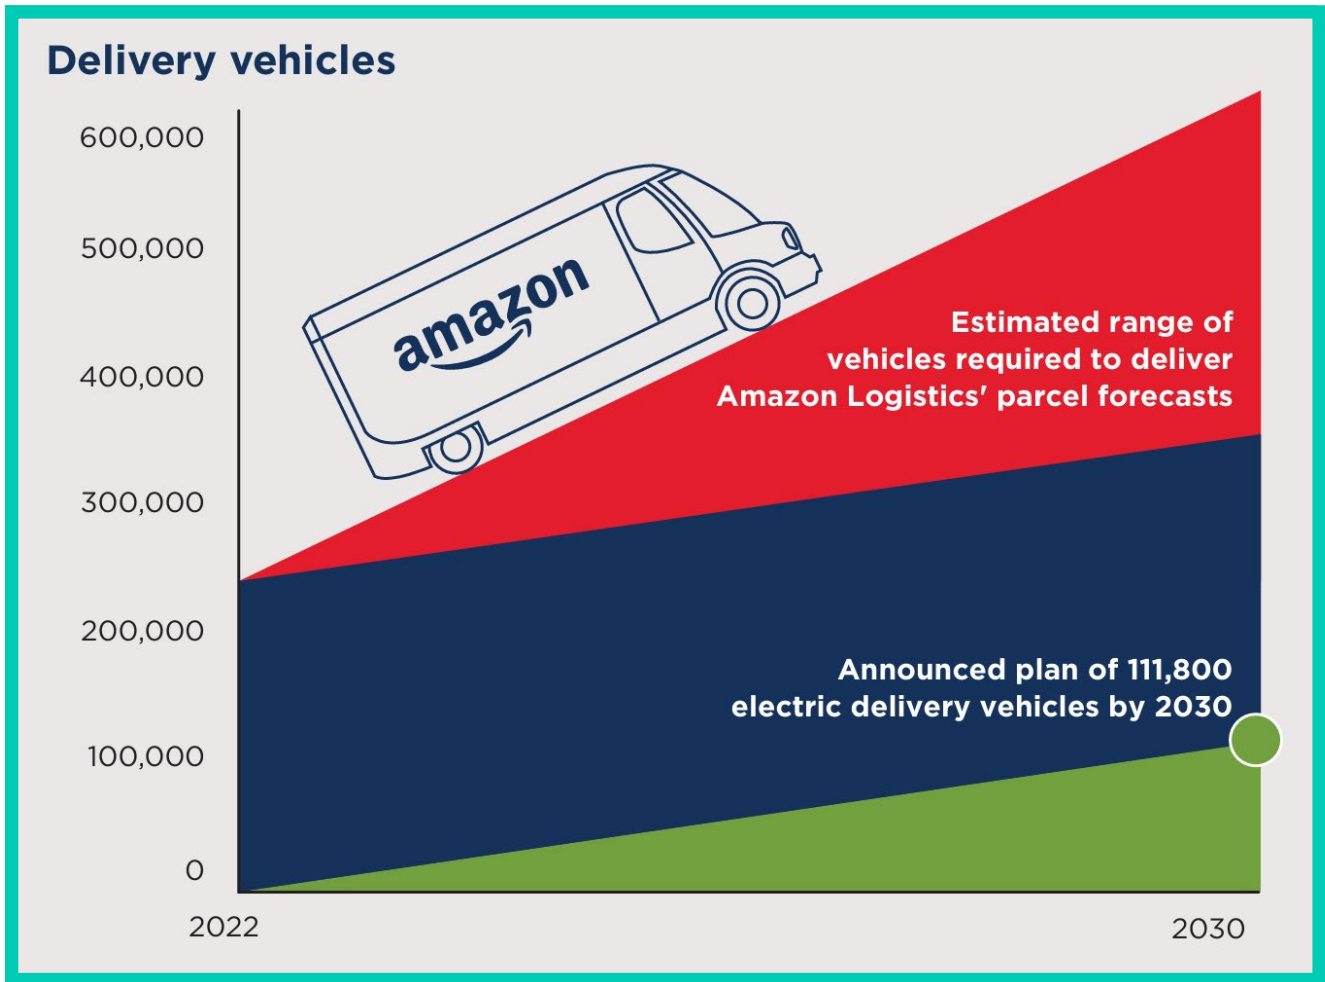 Delivery vehicles
600,000
500,000
amazon
400,000
Estimated range of
vehicles required to deliver
Amazon Logistics' parcel forecasts
300,000
200,000
Announced plan of 111,800
electric delivery vehicles by 2030
100,000
0
2022
2030